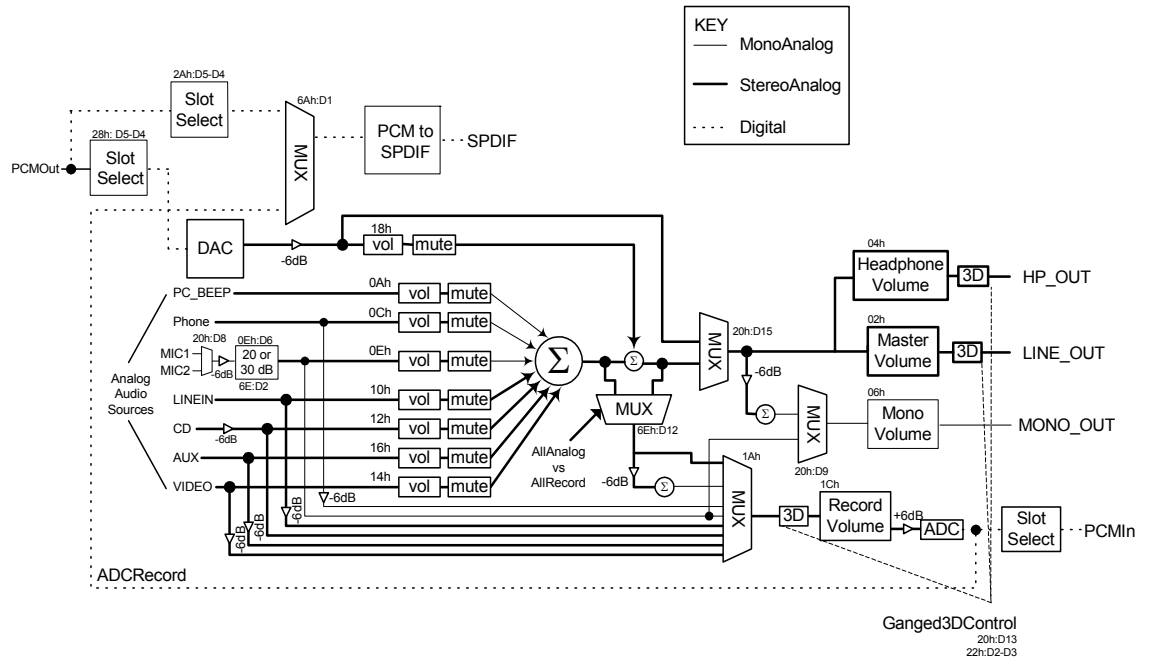 KEY
MonoAnalog
StereoAnalog
Digital
2Ah:D5-D4
Slot
Select
6Ah:D1
MUX
PCM to
SPDIF
SPDIF
28h: D5-D4
PCMOut
Slot
Select
DAC
-6dB
18h
vol
mute
04h
Headphone
Volume
3D
HP_OUT
PC_BEEP
0Ah
vol
mute
Phone
0Ch
vol
mute
20h:D8
0Eh:D6
MIC1
MIC2
-6dB
20 or
30 dB
6E:D2
0Eh
vol
mute
Σ
Σ
MUX
20h:D15
02h
Master
Volume
3D
LINE_OUT
-6dB
Analog
Audio
Sources
LINEIN
10h
vol
mute
MUX
6Eh:D12
Σ
MUX
20h:D9
06h
Mono
Volume
MONO_OUT
CD
-6dB
12h
vol
mute
AUX
16h
vol
mute
AllAnalog
vs
AllRecord
VIDEO
14h
vol
mute
-6dB
-6dB
Σ
1Ah
MUX
3D
1Ch
Record
Volume
+6dB
ADC
Slot
Select
PCMIn
-6dB
-6dB
-6dB
ADCRecord
Ganged3DControl
20h:D13
22h:D2-D3